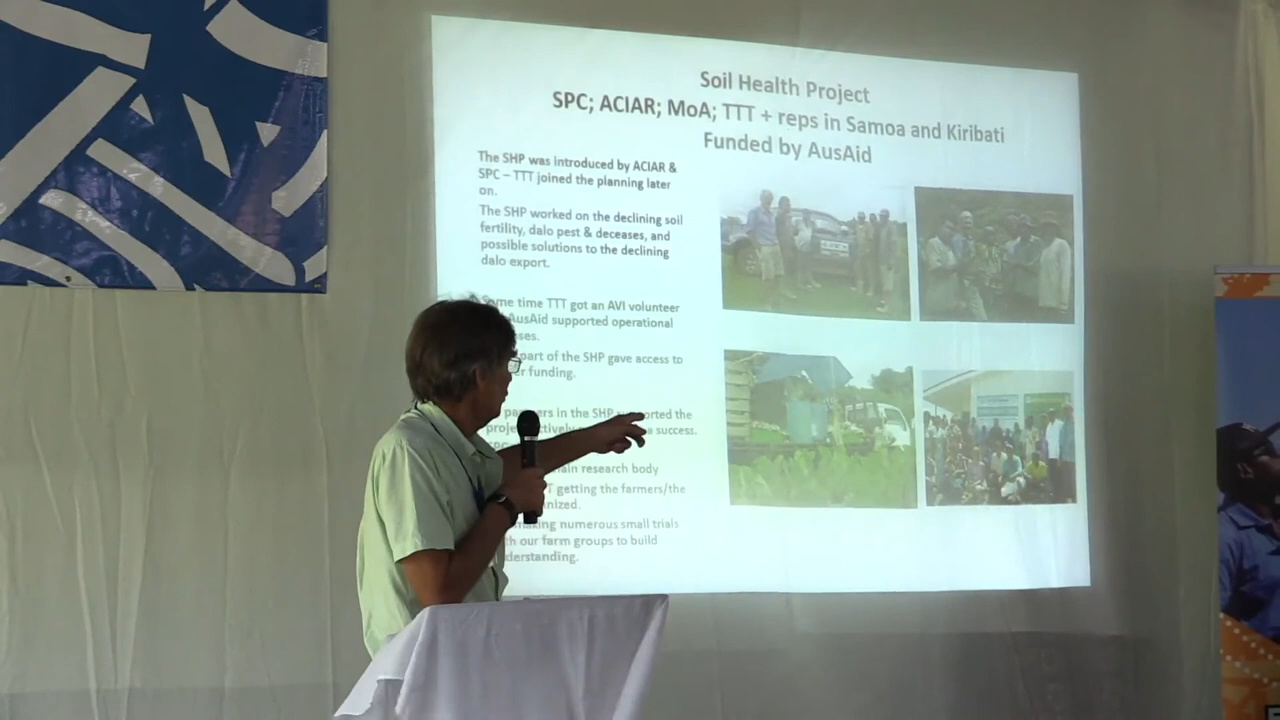 Soil Health Project
SPC; ACIAR; MoA; TTT + reps in Samoa and Kiribati
Funded by AusAid
The SHP was introduced by ACIAR &
SPC – TTT joined the planning later
on.
The SHP worked on the declining soil
fertility, dalo pest & deceases, and
possible solutions to the declining
dalo export.
time TTT got an AVI volunteer
AusAid supported operational
part of the SHP gave access to
funding.
in the SHP supported the
success.
research body
getting the farmers/the
making numerous small trials
our farm groups to build